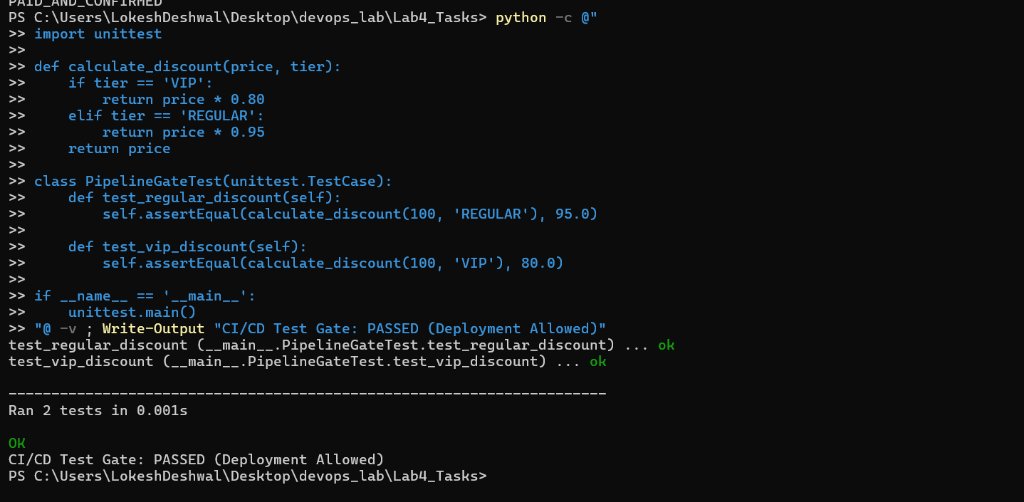 PAID_AND_CONFIRMED
PS C:\Users\LokeshDeshwal\Desktop\devops_lab\Lab4_Tasks> python -c @"
>> import unittest
>>
>> def calculate_discount(price, tier):
>>     if tier == 'VIP':
>>         return price * 0.80
>>     elif tier == 'REGULAR':
>>         return price * 0.95
>>     return price
>>
>> class PipelineGateTest(unittest.TestCase):
>>     def test_regular_discount(self):
>>         self.assertEqual(calculate_discount(100, 'REGULAR'), 95.0)
>>
>>     def test_vip_discount(self):
>>         self.assertEqual(calculate_discount(100, 'VIP'), 80.0)
>>
>> if __name__ == '__main__':
>>     unittest.main()
>> "@ -v ; Write-Output "CI/CD Test Gate: PASSED (Deployment Allowed)"
test_regular_discount (__main__.PipelineGateTest.test_regular_discount) ... ok
test_vip_discount (__main__.PipelineGateTest.test_vip_discount) ... ok

----------------------------------------------------------------------
Ran 2 tests in 0.001s

OK
CI/CD Test Gate: PASSED (Deployment Allowed)
PS C:\Users\LokeshDeshwal\Desktop\devops_lab\Lab4_Tasks>